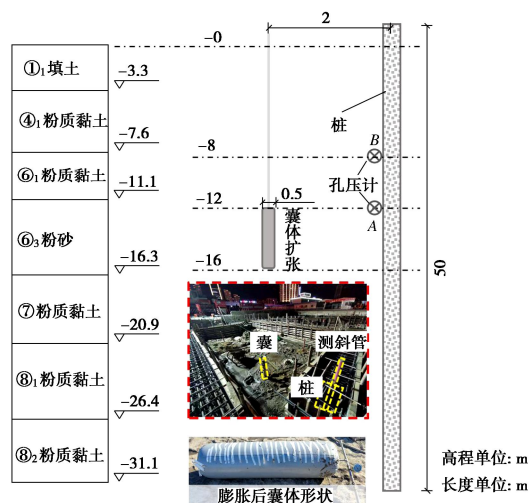 2
-0
①₁填土
-3.3
④₁粉质黏土
-7.6
⑥₁粉质黏土
-11.1
⑥₃粉砂
-16.3
⑦粉质黏土
-20.9
⑧₁粉质黏土
-26.4
⑧₂粉质黏土
-31.1
桩
B
-8
孔压计
-12
0.5
A
囊体扩张
-16
50
囊
测斜管
桩
膨胀后囊体形状
高程单位: m
长度单位: m